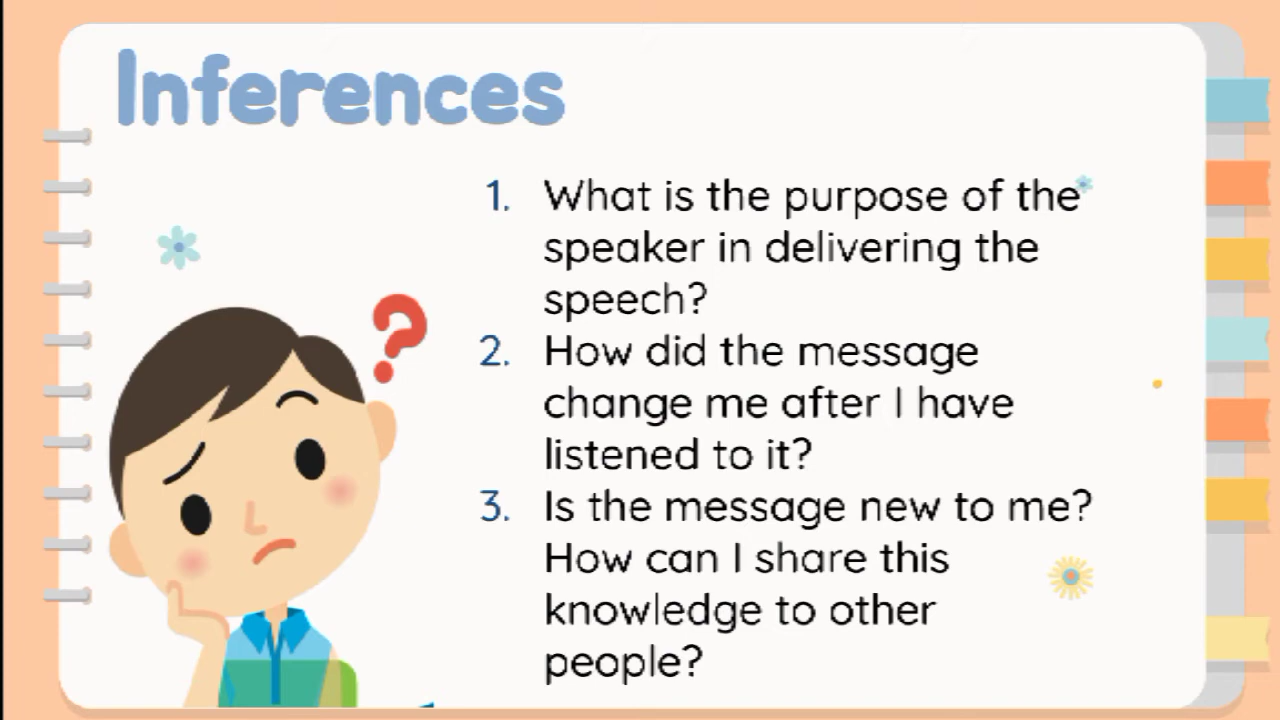 Inferences
1. What is the purpose of the
speaker in delivering the
speech?
2. How did the message
change me after I have
listened to it?
3. Is the message new to me?
How can I share this
knowledge to other
people?